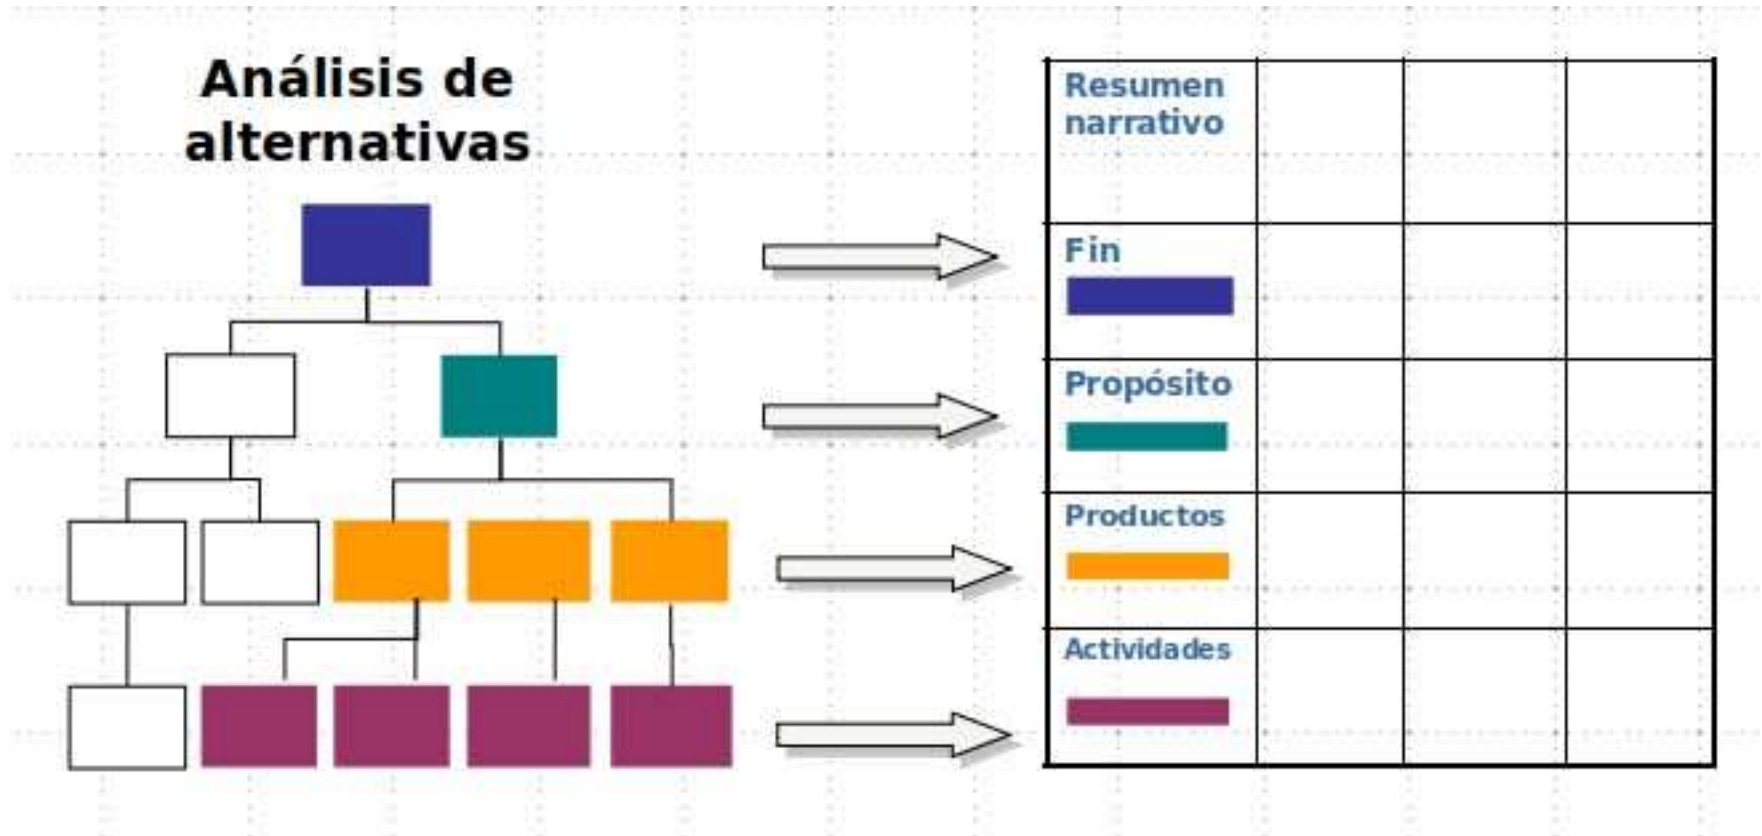 Análisis de
alternativas
Resumen
narrativo
Fin
Propósito
Productos
Actividades